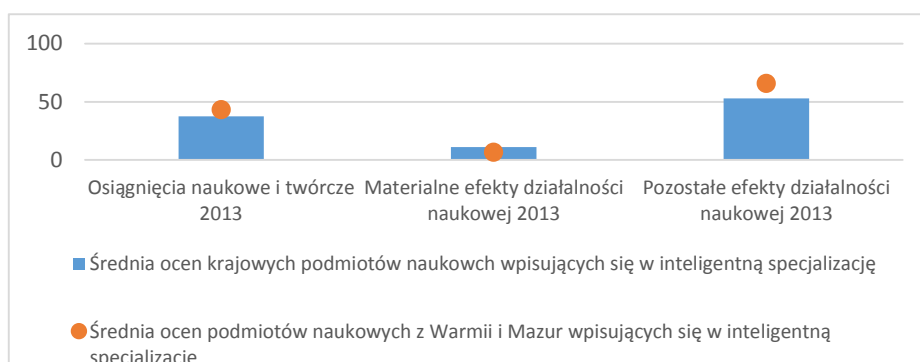 100
50
0
Osiągnięcia naukowe i twórcze Materialne efekty działalności Pozostałe efekty działalności
2013 naukowej 2013 naukowej 2013
Średnia ocen krajowych podmiotów naukowch wpisujących się w inteligentną specjalizację
Średnia ocen podmiotów naukowych z Warmii i Mazur wpisujących się w inteligentną
specjalizację